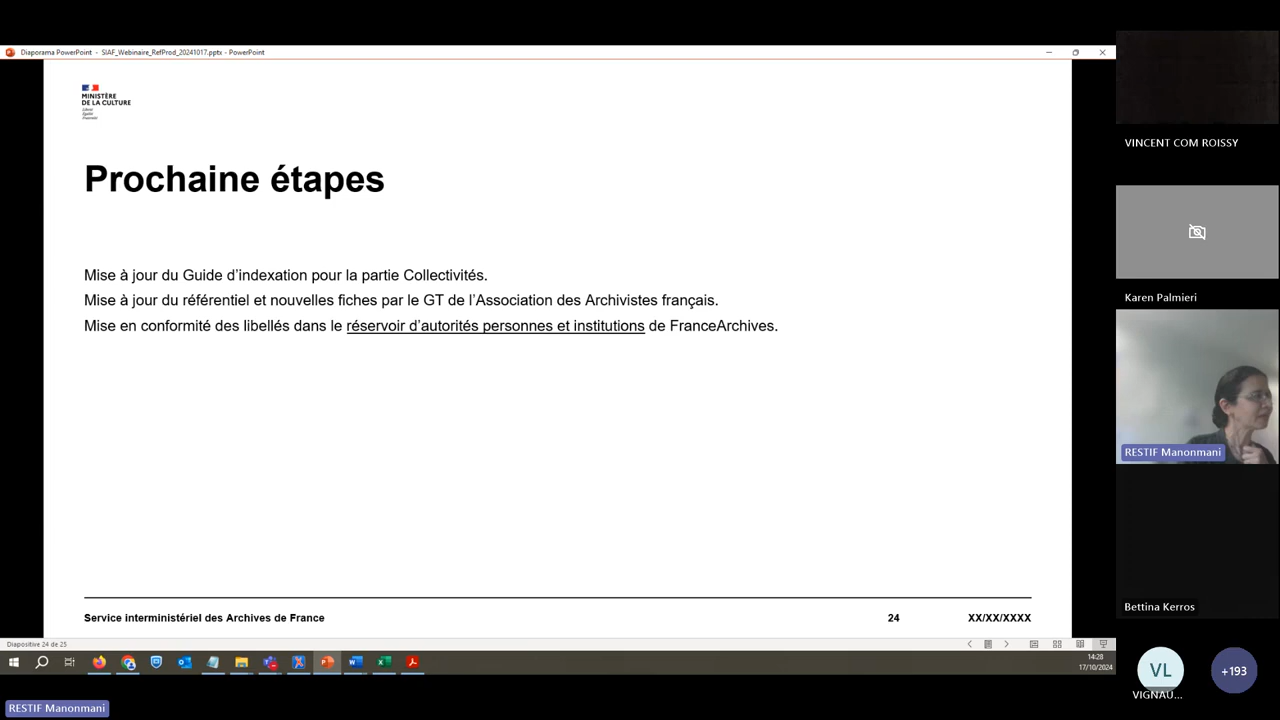 Diaporama PowerPoint - SIAF_Webinaire_RefProd_20241017.pptx - PowerPoint
MINISTÈRE
DE LA CULTURE
Liberté
Égalité
Fraternité
Prochaine étapes
Mise à jour du Guide d’indexation pour la partie Collectivités.
Mise à jour du référentiel et nouvelles fiches par le GT de l’Association des Archivistes français.
Mise en conformité des libellés dans le réservoir d’autorités personnes et institutions de FranceArchives.
Service interministériel des Archives de France
24
XX/XX/XXXX
Diapositive 24 de 25
14:28
17/10/2024
VINCENT COM ROISSY
Karen Palmieri
RESTIF Manonmani
Bettina Kerros
VL
VIGNAU...
+193
RESTIF Manonmani